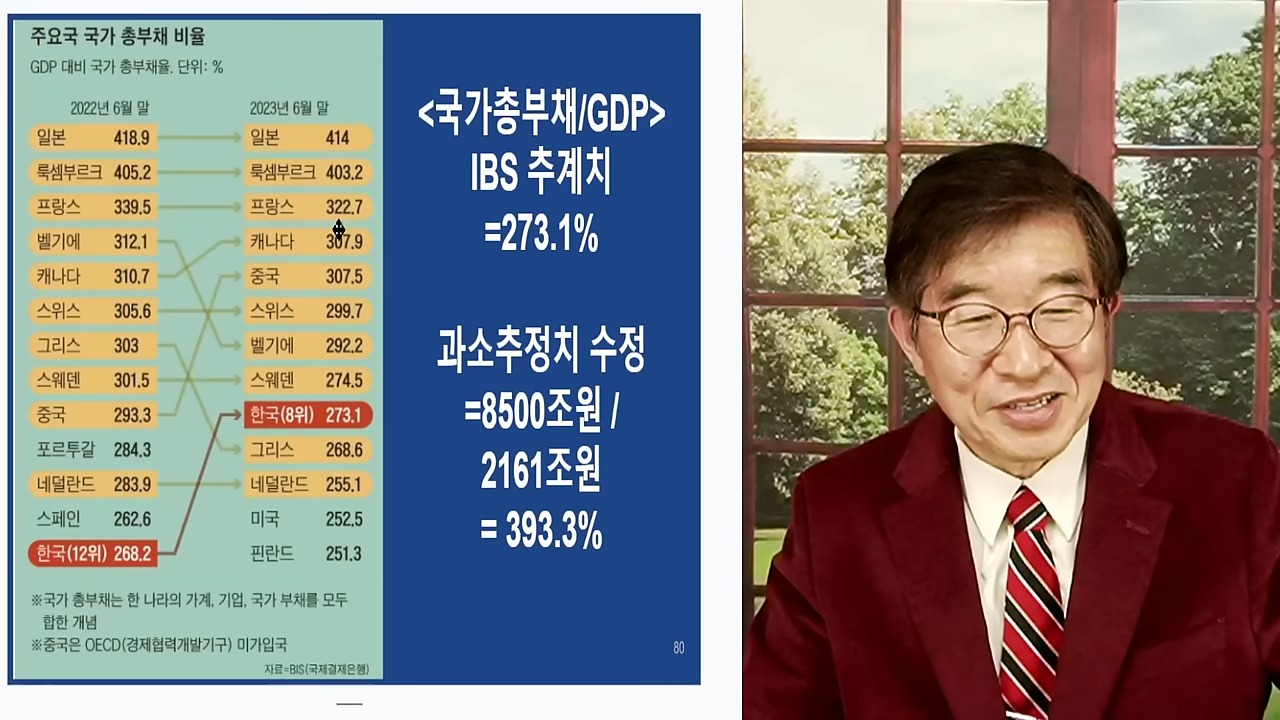 주요국 국가 총부채 비율
GDP 대비 국가 총부채율. 단위: %
2022년 6월 말 2023년 6월 말
일본 418.9 일본 414
룩셈부르크 405.2 룩셈부르크 403.2
프랑스 339.5 프랑스 322.7
벨기에 312.1 캐나다 307.9
캐나다 310.7 중국 307.5
스위스 305.6 스위스 299.7
그리스 303 벨기에 292.2
스웨덴 301.5 스웨덴 274.5
중국 293.3 한국(8위) 273.1
포르투갈 284.3 그리스 268.6
네덜란드 283.9 네덜란드 255.1
스페인 262.6 미국 252.5
한국(12위) 268.2 핀란드 251.3
※국가 총부채는 한 나라의 가계, 기업, 국가 부채를 모두
합한 개념
※중국은 OECD(경제협력개발기구) 미가입국
자료=BIS(국제결제은행)
<국가총부채/GDP>
IBS 추계치
=273.1%
과소추정치 수정
=8500조원 /
2161조원
= 393.3%
80